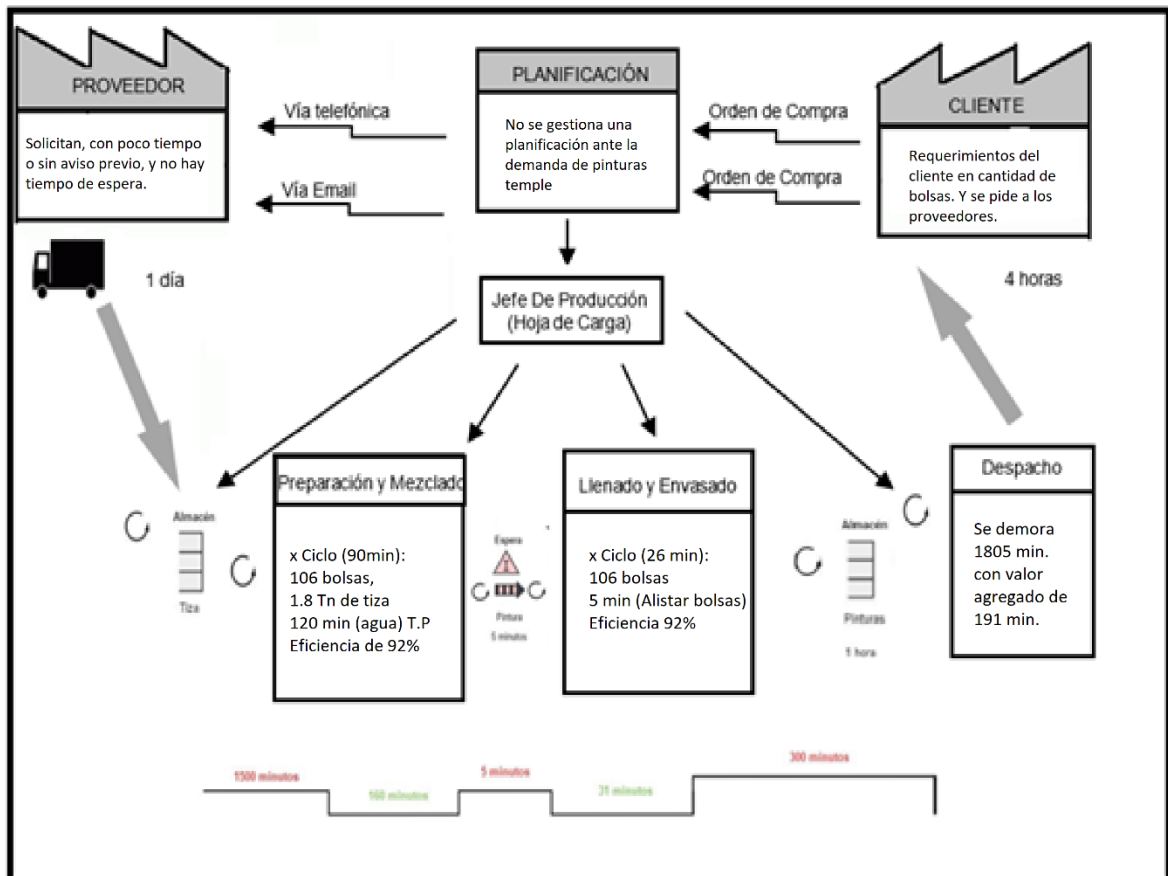 PROVEEDOR
Solicitan, con poco tiempo
o sin aviso previo, y no hay
tiempo de espera.
Vía telefónica
Vía Email
PLANIFICACIÓN
No se gestiona una
planificación ante la
demanda de pinturas
temple
Orden de Compra
Orden de Compra
CLIENTE
Requerimientos del
cliente en cantidad de
bolsas. Y se pide a los
proveedores.
1 día
4 horas
Jefe De Producción
(Hoja de Carga)
Almacén
Tiza
Preparación y Mezclado
x Ciclo (90min):
106 bolsas,
1.8 Tn de tiza
120 min (agua) T.P
Eficiencia de 92%
Espera
Pintura
5 minutos
Llenado y Envasado
x Ciclo (26 min):
106 bolsas
5 min (Alistar bolsas)
Eficiencia 92%
Almacén
Pinturas
1 hora
Despacho
Se demora
1805 min.
con valor
agregado de
191 min.
1500 minutos
160 minutos
5 minutos
31 minutos
300 minutos